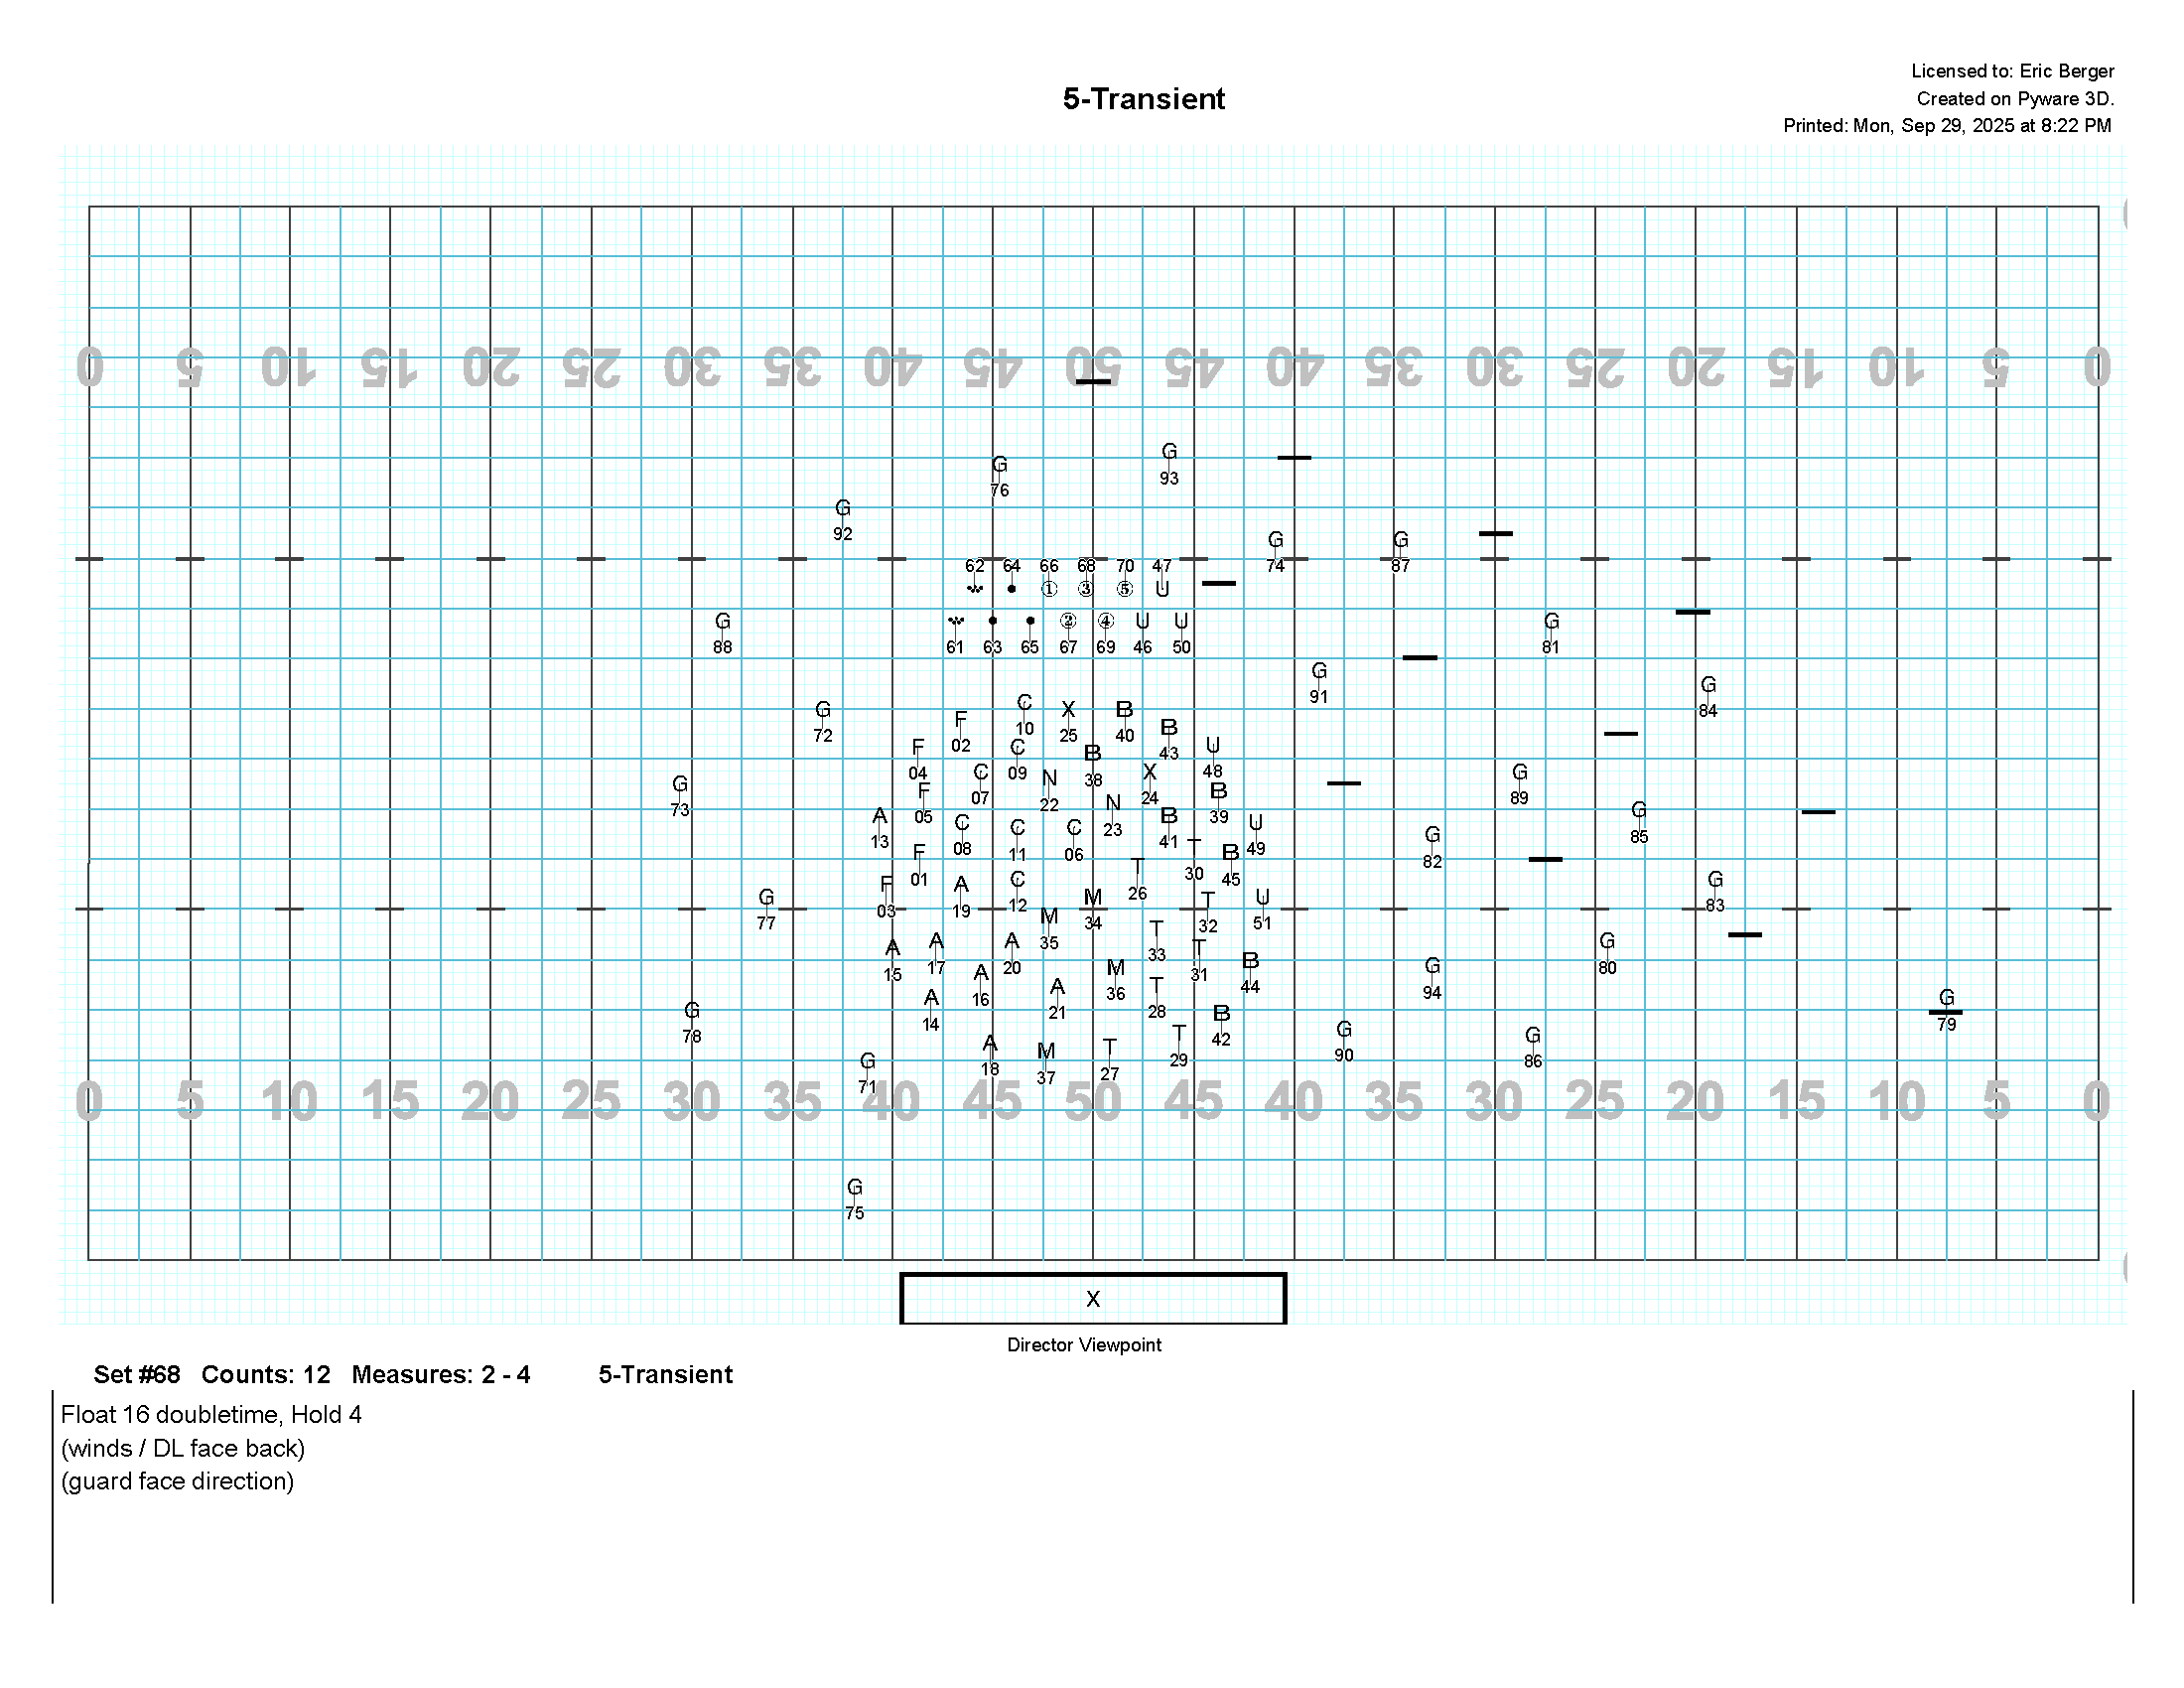 Licensed to: Eric Berger
5-Transient
Created on Pyware 3D.
Printed: Mon, Sep 29, 2025 at 8:22 PM
0 5 10 15 20 25 30 35 40 45 50 45 40 35 30 25 20 15 10 5 0
G G
76 93
G
92
G G
74 87
62 64 66 68 70 47
1 3 5 U
G 2 4 U U G
88 61 63 65 67 69 46 50 81
G G
91 84
G F C X B B
72 02 10 25 40 43
F C B U
04 09 38 48
G C N X G
73 07 22 24 89
F N B G
05 23 39 85
A C C C B U G
13 08 11 06 41 49 82
F T T B
01 26 30 45
F A C M T U G G
03 19 12 34 32 51 77 83
A A A M T T G
15 17 20 35 33 31 80
A M B G
16 36 44 94
G A A T B G
78 14 21 28 42 79
G A M T T G G
71 18 37 27 29 90 86
0 5 10 15 20 25 30 35 40 45 50 45 40 35 30 25 20 15 10 5 0
G
75
X
Director Viewpoint
Set #68 Counts: 12 Measures: 2 - 4 5-Transient
Float 16 doubletime, Hold 4
(winds / DL face back)
(guard face direction)